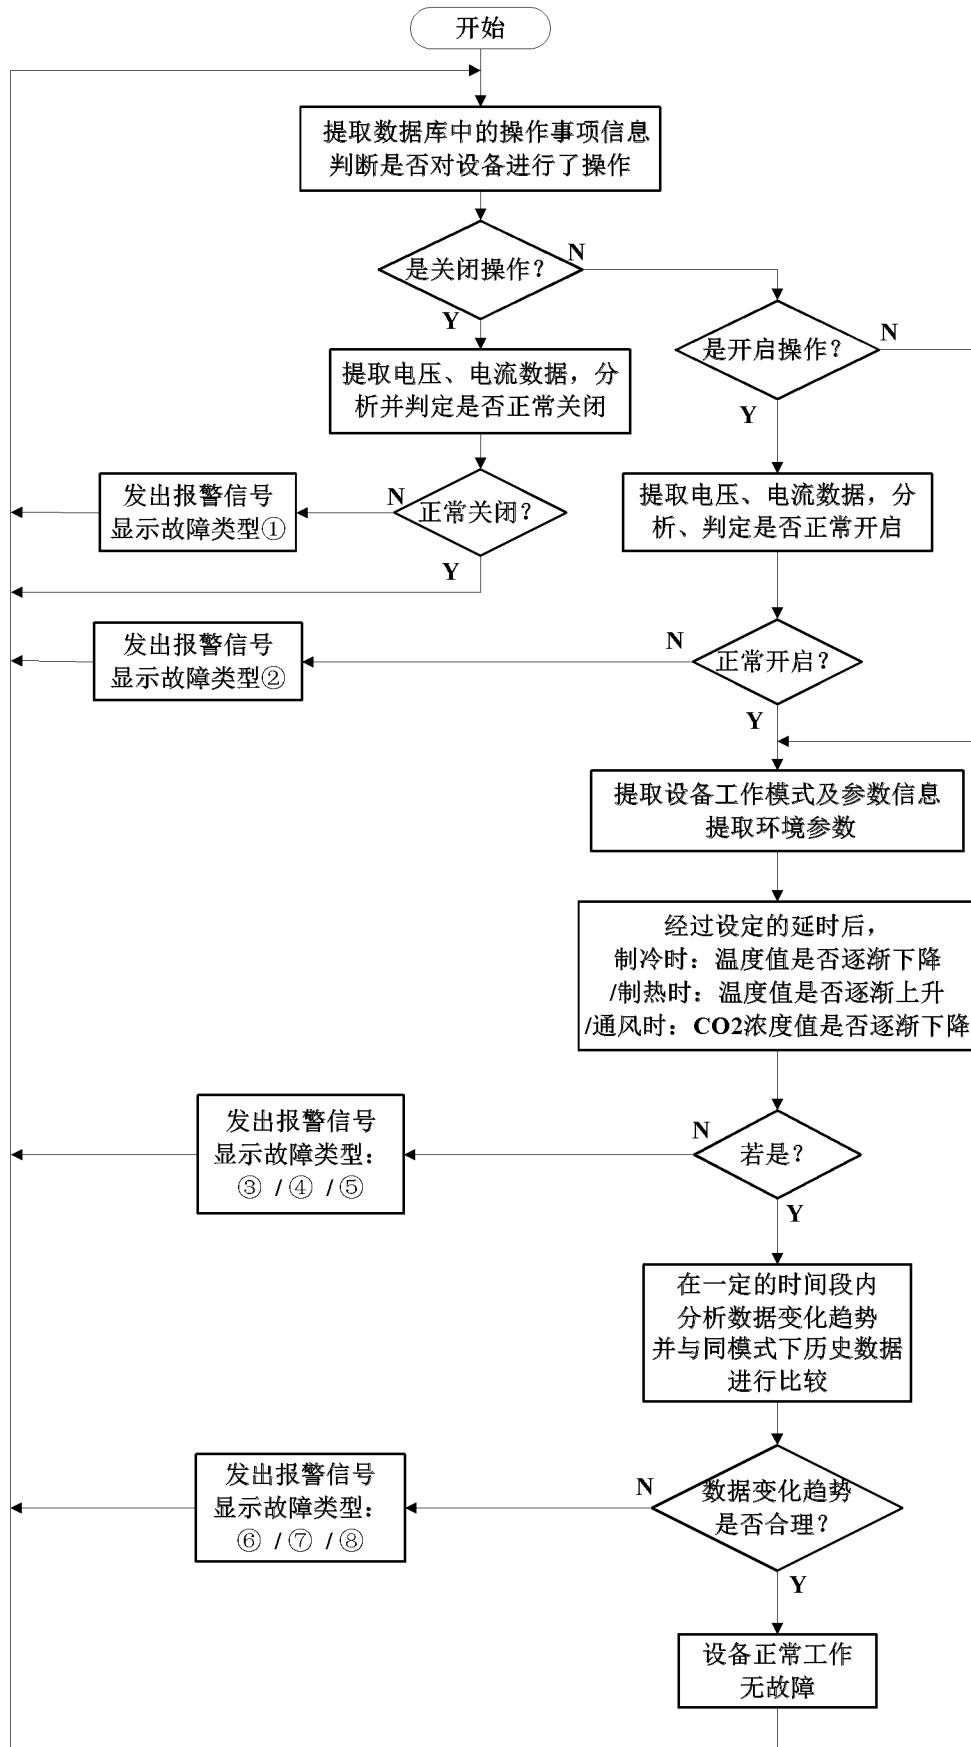 开始
提取数据库中的操作事项信息
判断是否对设备进行了操作
是关闭操作？
N
Y
是开启操作？
N
Y
提取电压、电流数据，分
析并判定是否正常关闭
发出报警信号
显示故障类型①
N
正常关闭？
Y
提取电压、电流数据，分
析、判定是否正常开启
发出报警信号
显示故障类型②
N
正常开启？
Y
提取设备工作模式及参数信息
提取环境参数
经过设定的延时后，
制冷时：温度值是否逐渐下降
/制热时：温度值是否逐渐上升
/通风时：CO2浓度值是否逐渐下降
发出报警信号
显示故障类型：
③ / ④ / ⑤
N
若是？
Y
在一定的时间段内
分析数据变化趋势
并与同模式下历史数据
进行比较
发出报警信号
显示故障类型：
⑥ / ⑦ / ⑧
N
数据变化趋势
是否合理？
Y
设备正常工作
无故障